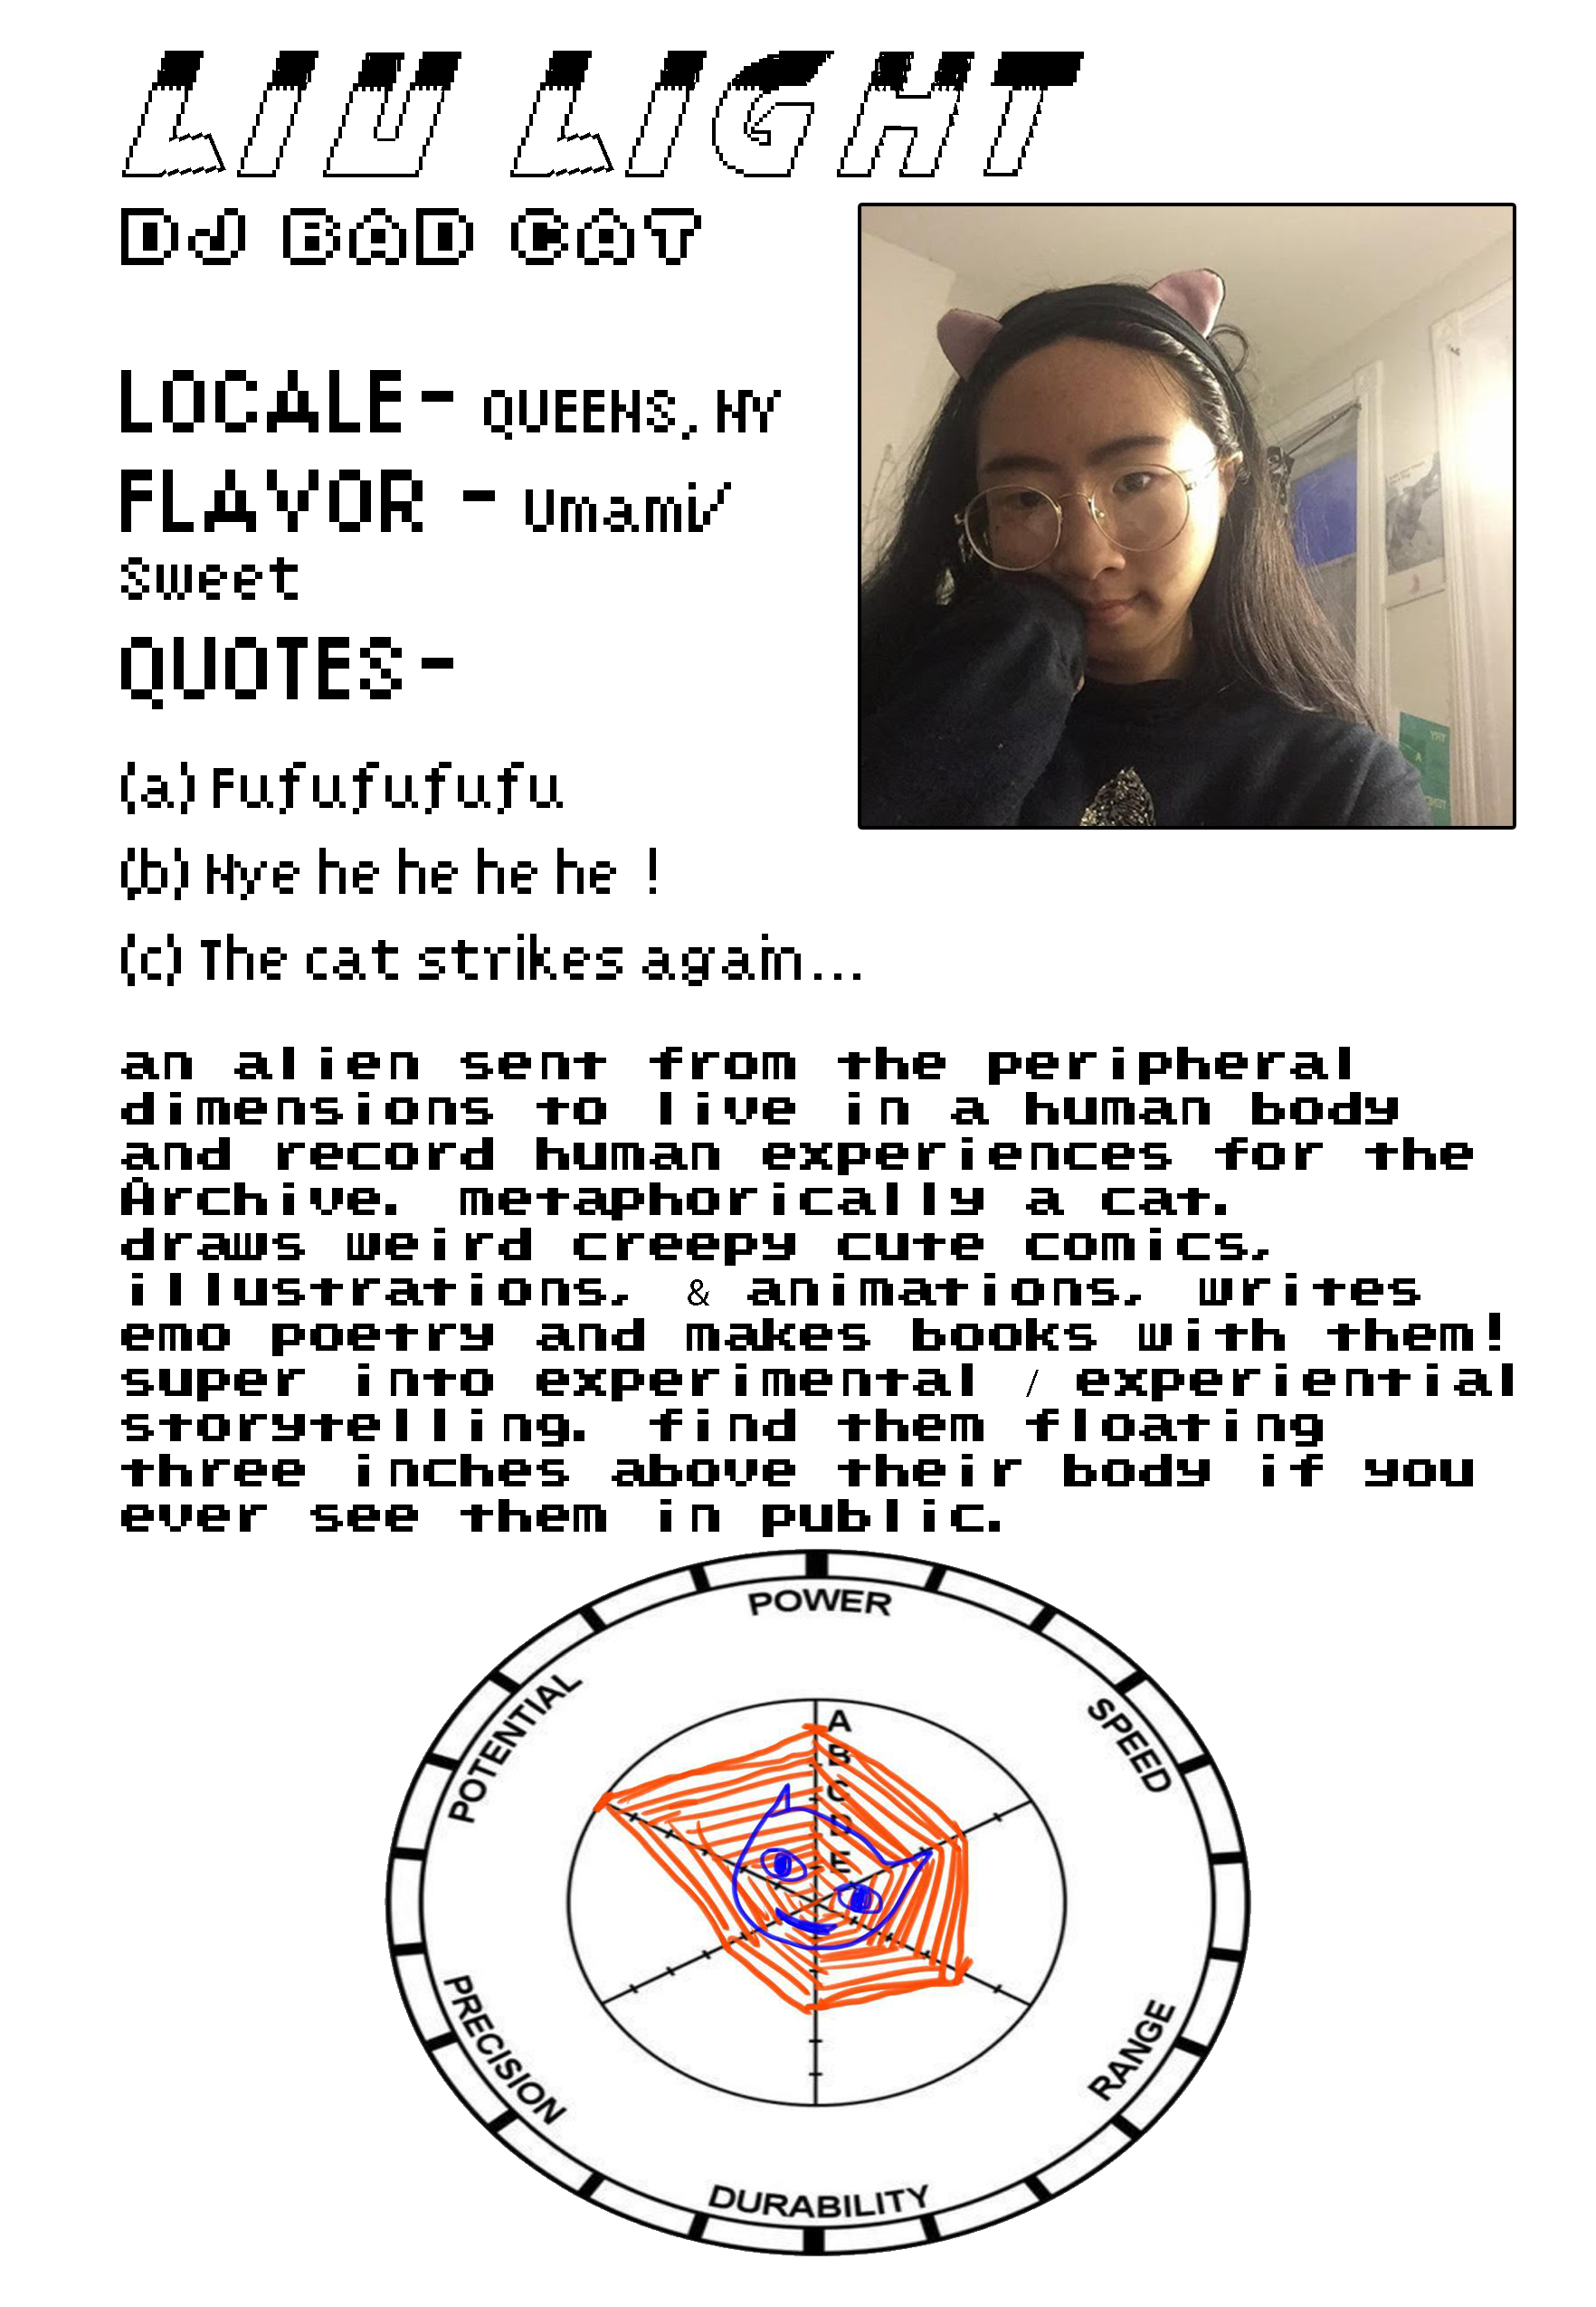 LIU LIGHT
DJ BAD CAT
LOCALE - QUEENS, NY
FLAVOR - Umami/
Sweet
QUOTES -
(a) Fufufufufu
(b) Nye he he he he !
(c) The cat strikes again...
an alien sent from the peripheral
dimensions to live in a human body
and record human experiences for the
Archive. metaphorically a cat.
draws weird creepy cute comics,
illustrations, & animations, writes
emo poetry and makes books with them!
super into experimental / experiential
storytelling. find them floating
three inches above their body if you
ever see them in public.
POWER
POTENTIAL
SPEED
A
B
C
D
E
PRECISION
RANGE
DURABILITY